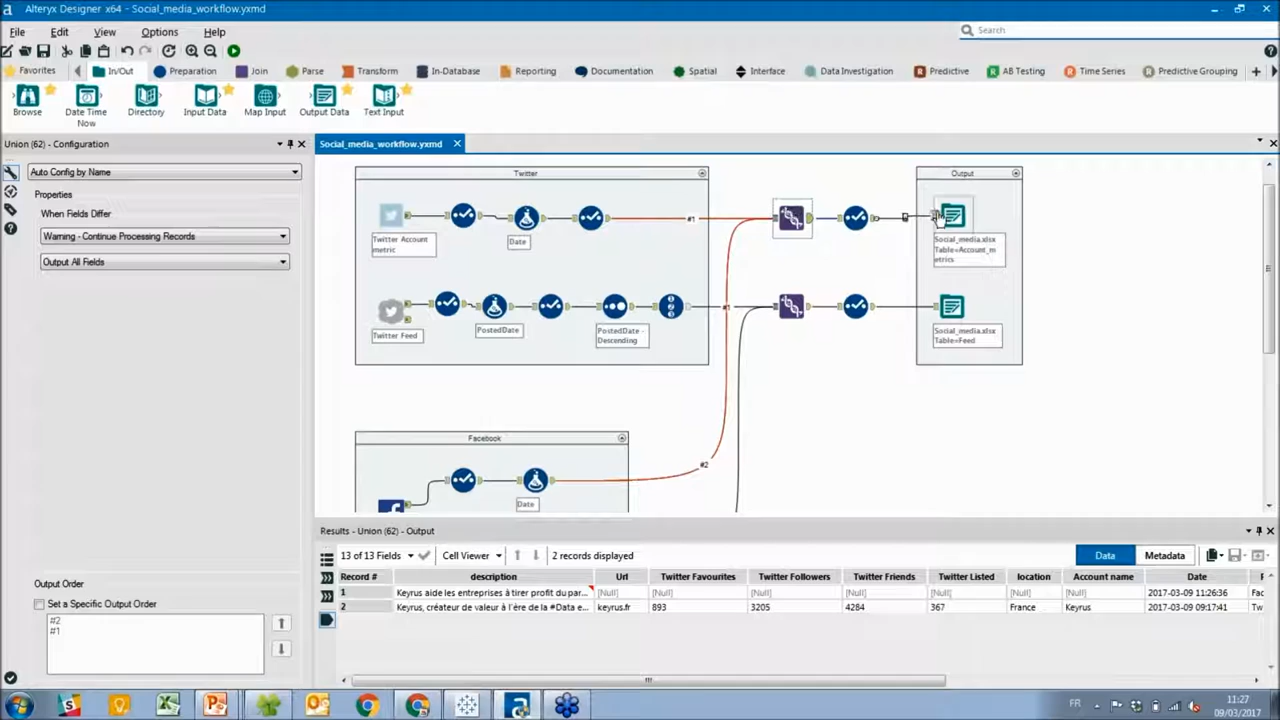 Alteryx Designer x64 - Social_media_workflow.yxmd
File Edit View Options Help
Search
Favorites In/Out Preparation Join Parse Transform In-Database Reporting Documentation Spatial Interface Data Investigation Predictive AB Testing Time Series Predictive Grouping
Browse Date Time Now Directory Input Data Map Input Output Data Text Input
Union (62) - Configuration
Social_media_workflow.yxmd
Auto Config by Name
Properties
When Fields Differ
Warning - Continue Processing Records
Output All Fields
Twitter
Output
#1
Twitter Account
metric
Date
Social_media.xlsx
Table=Account_m
etrics
#1
Twitter Feed
PostedDate
PostedDate -
Descending
Social_media.xlsx
Table=Feed
Facebook
#2
Date
Results - Union (62) - Output
13 of 13 Fields Cell Viewer 2 records displayed Data Metadata
Record # description Url Twitter Favourites Twitter Followers Twitter Friends Twitter Listed location Account name Date F
1 Keyrus aide les entreprises à tirer profit du par... [Null] [Null] [Null] [Null] [Null] [Null] [Null] 2017-03-09 11:26:36 Fac
2 Keyrus, créateur de valeur à l'ère de la #Data e... keyrus.fr 893 3205 4284 367 France Keyrus 2017-03-09 09:17:41 Tw
Output Order
Set a Specific Output Order
#2
#1
FR
11:27
09/03/2017